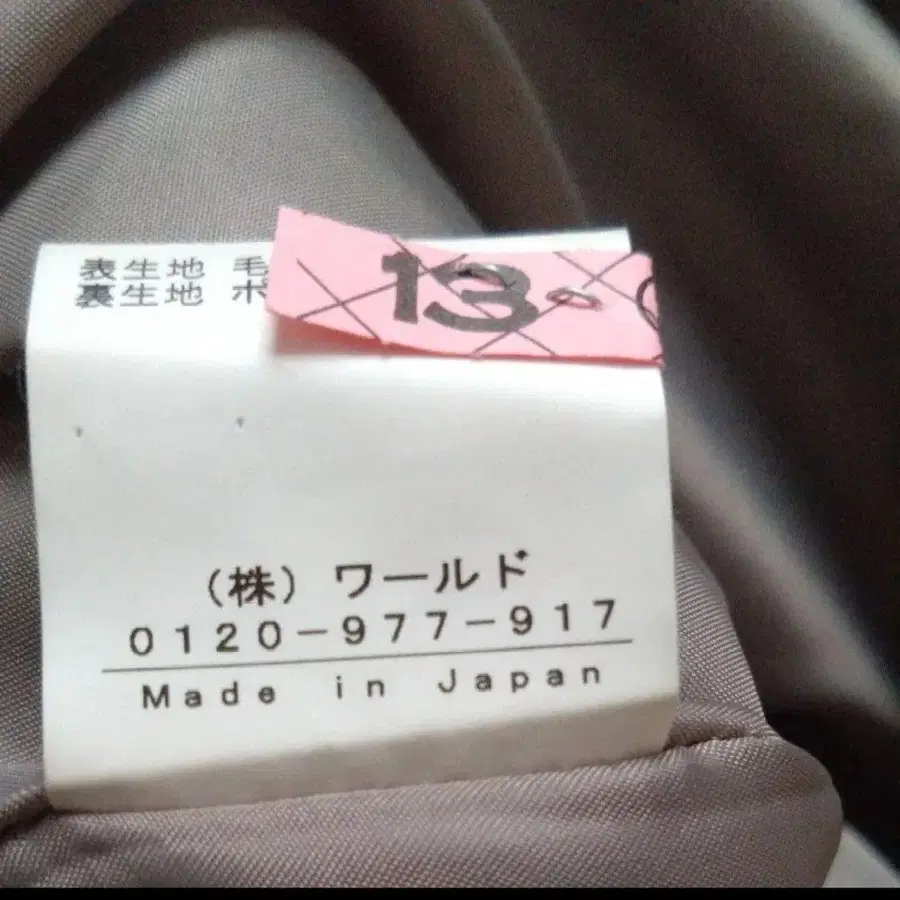 表生地 毛
裏生地 ポ
13-
（株）ワールド
0120-977-917
Made in Japan